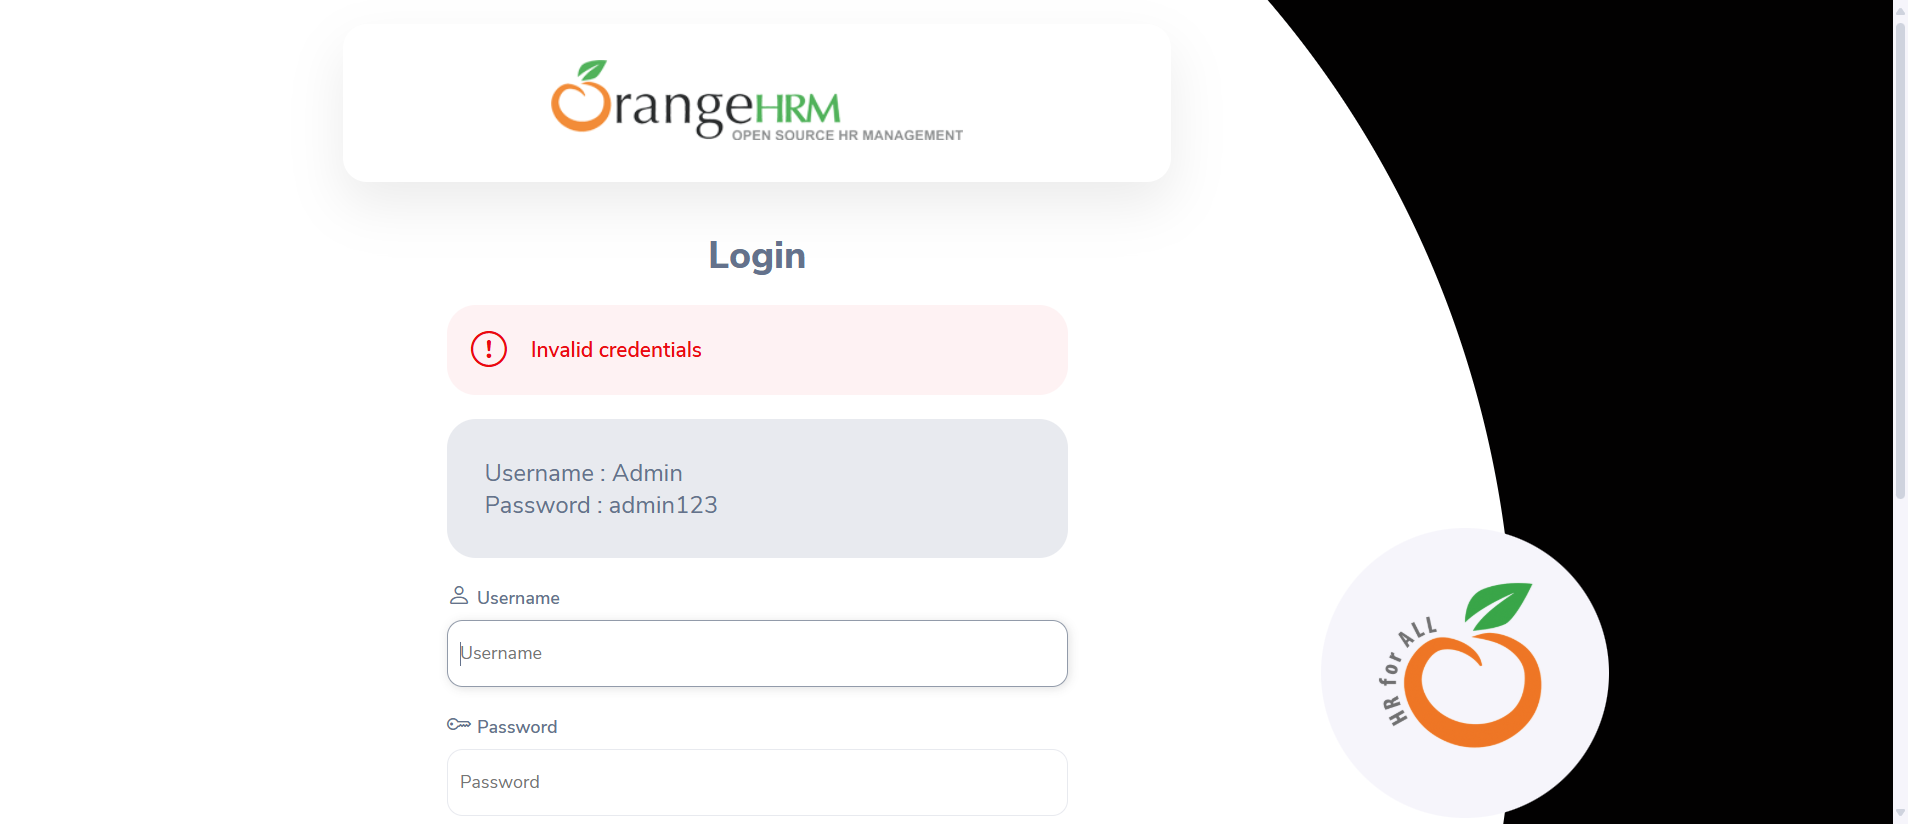 OrangeHRM
OPEN SOURCE HR MANAGEMENT
Login
Invalid credentials
Username : Admin
Password : admin123
Username
Username
Password
Password
HR for ALL